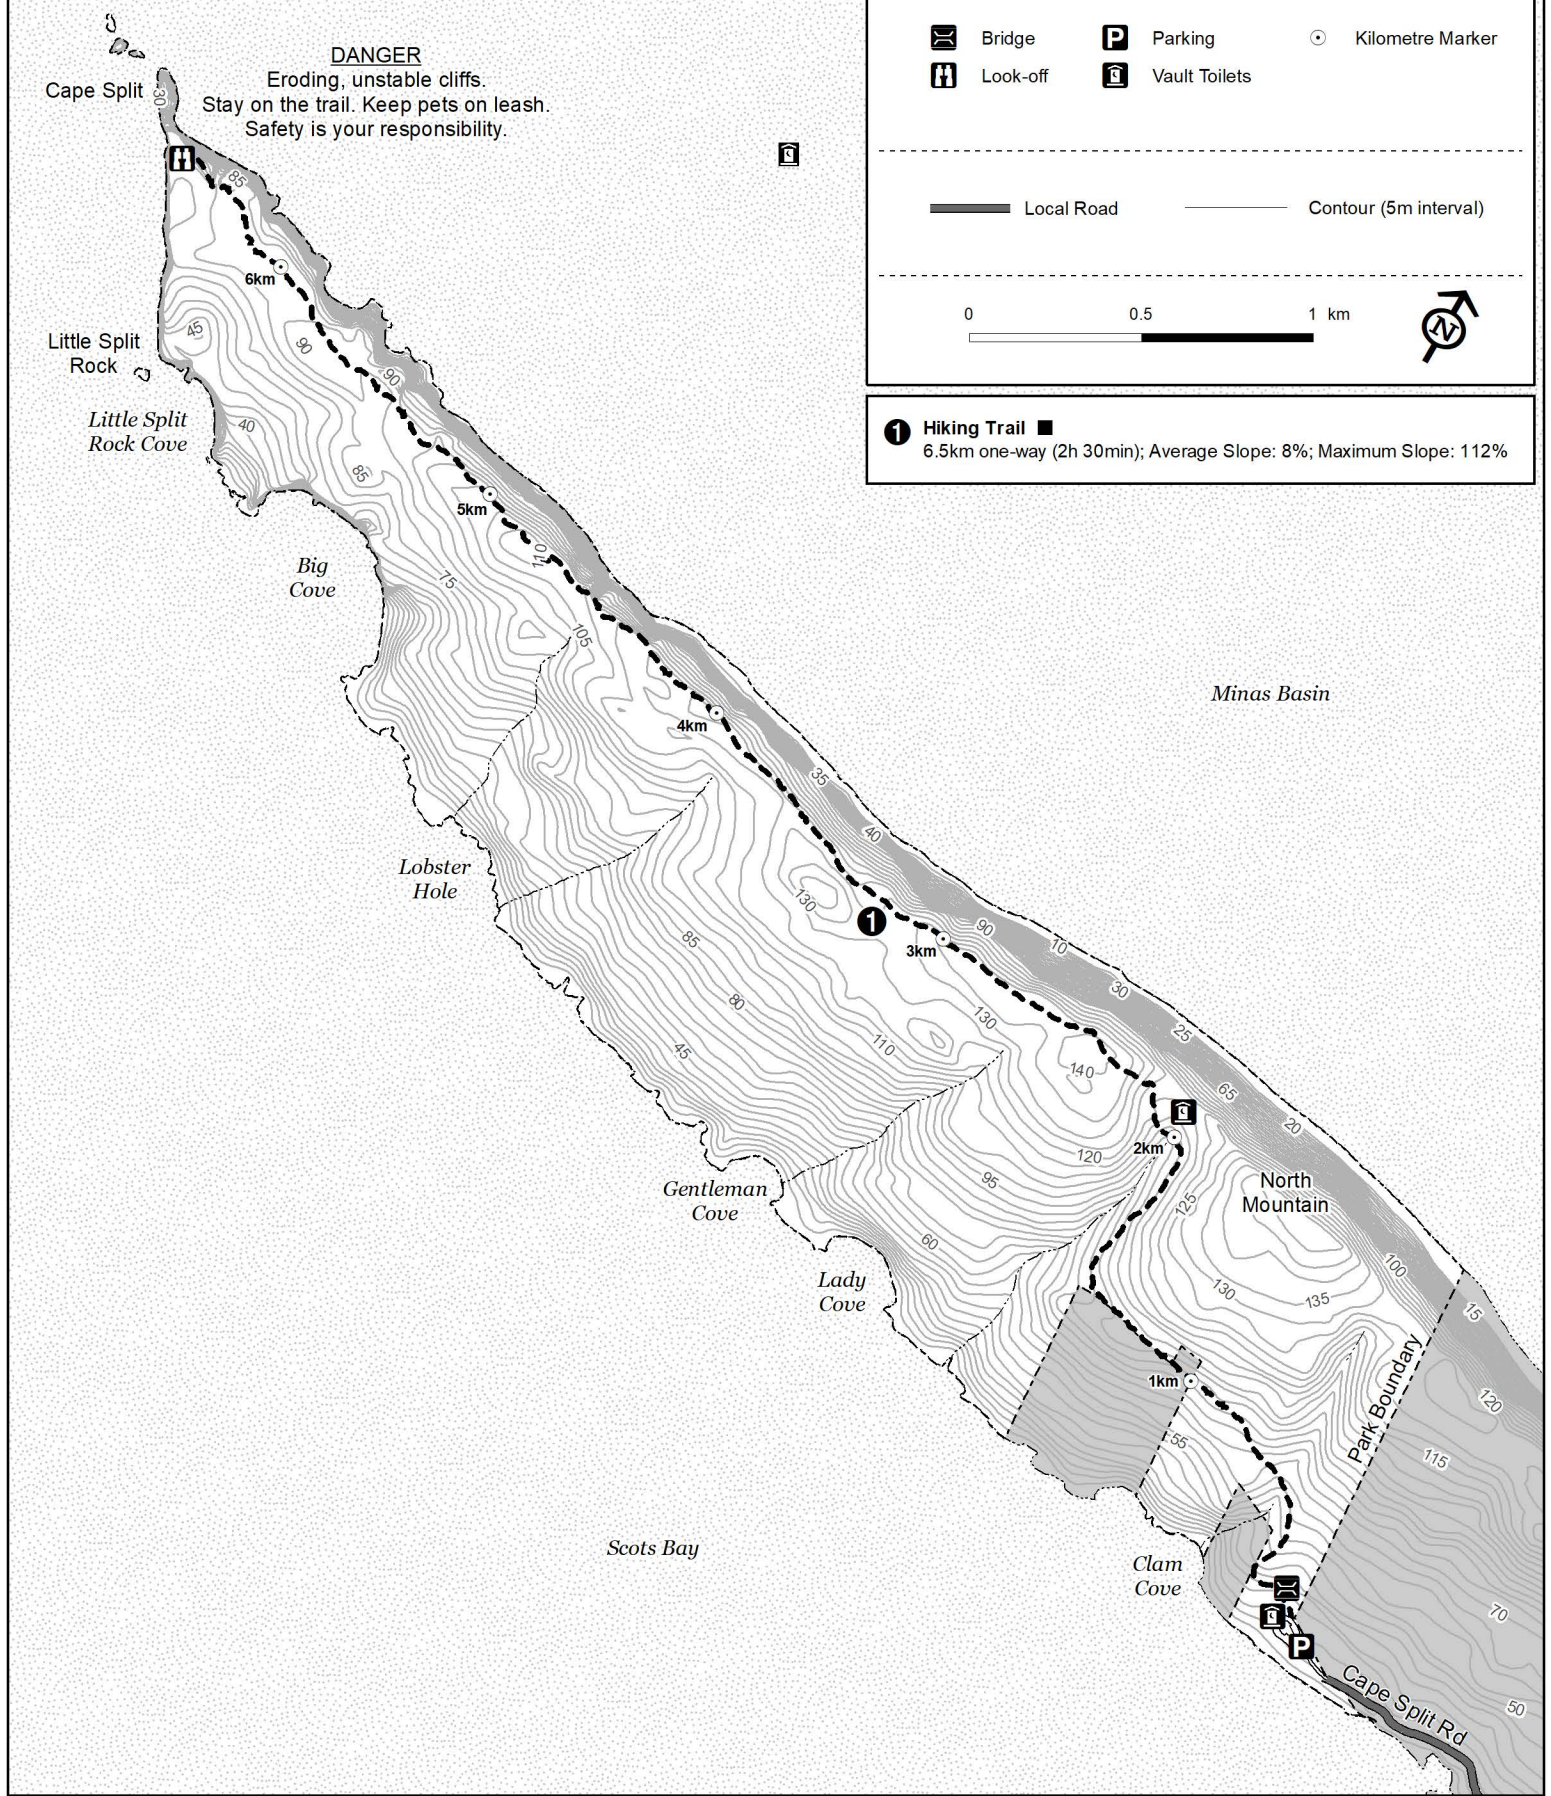 Bridge
Parking
Kilometre Marker
Look-off
Vault Toilets
Local Road
Contour (5m interval)
0
0.5
1 km
N
1
Hiking Trail
6.5km one-way (2h 30min); Average Slope: 8%; Maximum Slope: 112%
DANGER
Eroding, unstable cliffs.
Stay on the trail. Keep pets on leash.
Safety is your responsibility.
Cape Split
30
85
6km
45
90
Little Split
Rock
90
Little Split
Rock Cove
40
85
5km
110
Big
Cove
75
105
Minas Basin
4km
35
40
Lobster
Hole
130
1
85
3km
90
10
30
80
130
25
110
45
140
65
20
2km
120
95
North
Mountain
Gentleman
Cove
125
60
100
Lady
Cove
130
135
15
1km
Park Boundary
120
55
115
Scots Bay
Clam
Cove
70
P
Cape Split Rd
50